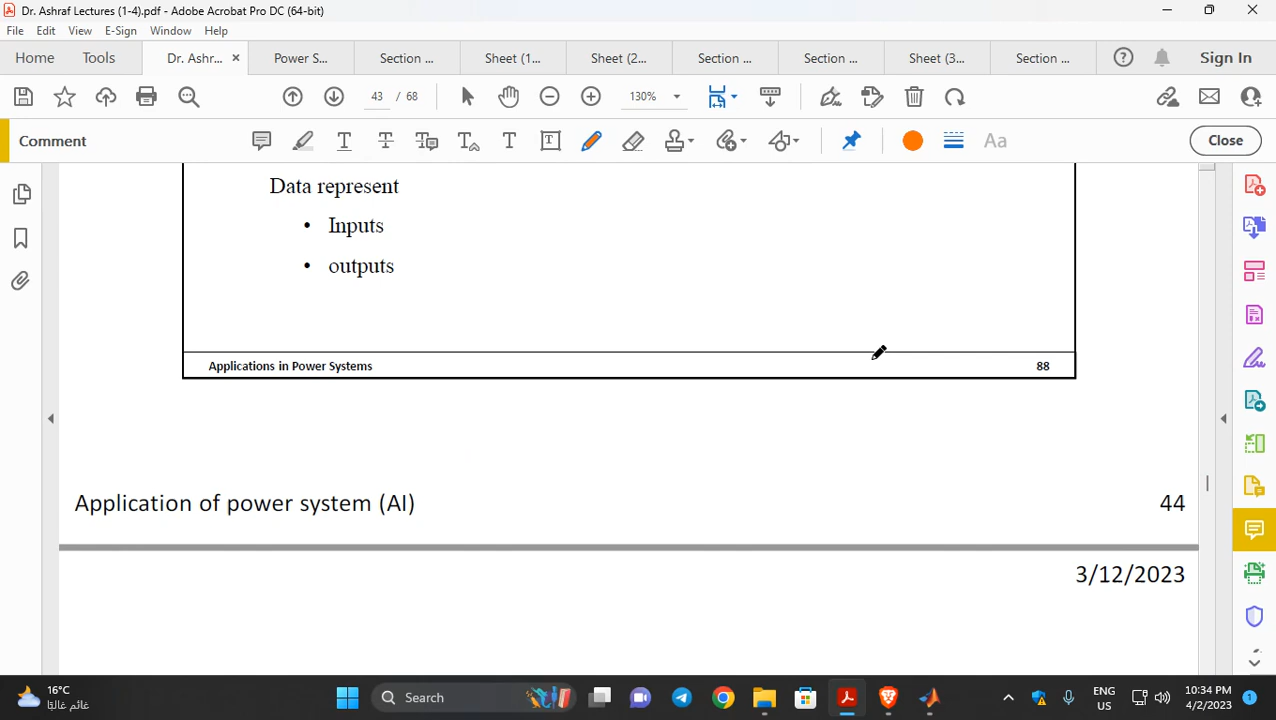 Dr. Ashraf Lectures (1-4).pdf - Adobe Acrobat Pro DC (64-bit)
File Edit View E-Sign Window Help
Home Tools Dr. Ashr... Power S... Section ... Sheet (1... Sheet (2... Section ... Section ... Sheet (3... Section ... Sign In
43 / 68 130%
Comment Aa Close
Data represent
• Inputs
• outputs
Applications in Power Systems 88
Application of power system (AI) 44
3/12/2023
16°C
غائم غالبًا
Search
ENG
US
10:34 PM
4/2/2023
1